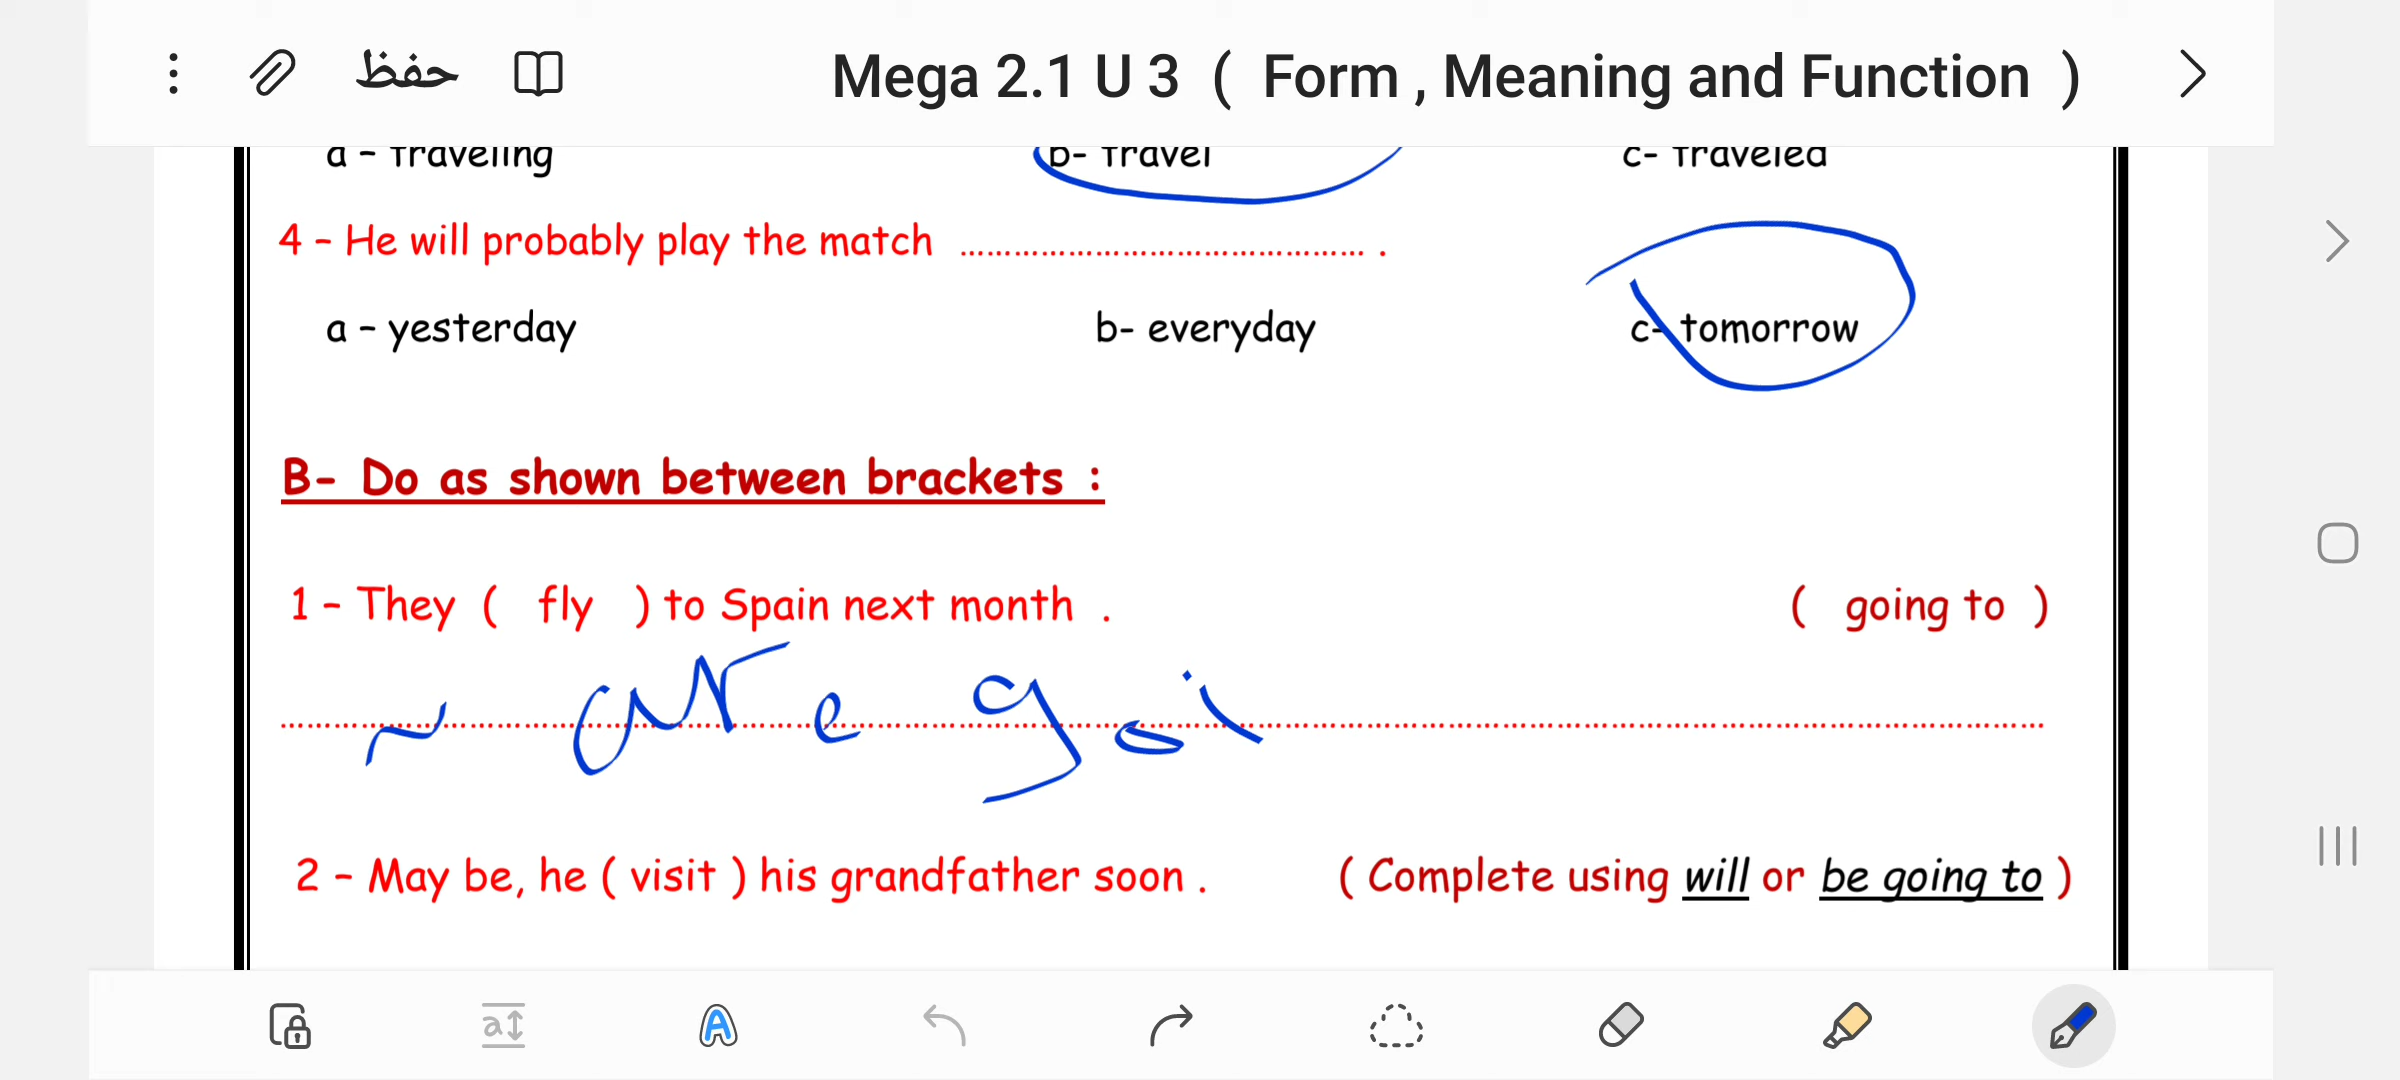 حفظ Mega 2.1 U 3 ( Form , Meaning and Function )
a - traveling b- travel c- traveled
4 - He will probably play the match ............................................ .
a - yesterday b- everyday c- tomorrow
B- Do as shown between brackets :
1 - They ( fly ) to Spain next month . ( going to )
~ are goi
2 - May be, he ( visit ) his grandfather soon . ( Complete using will or be going to )